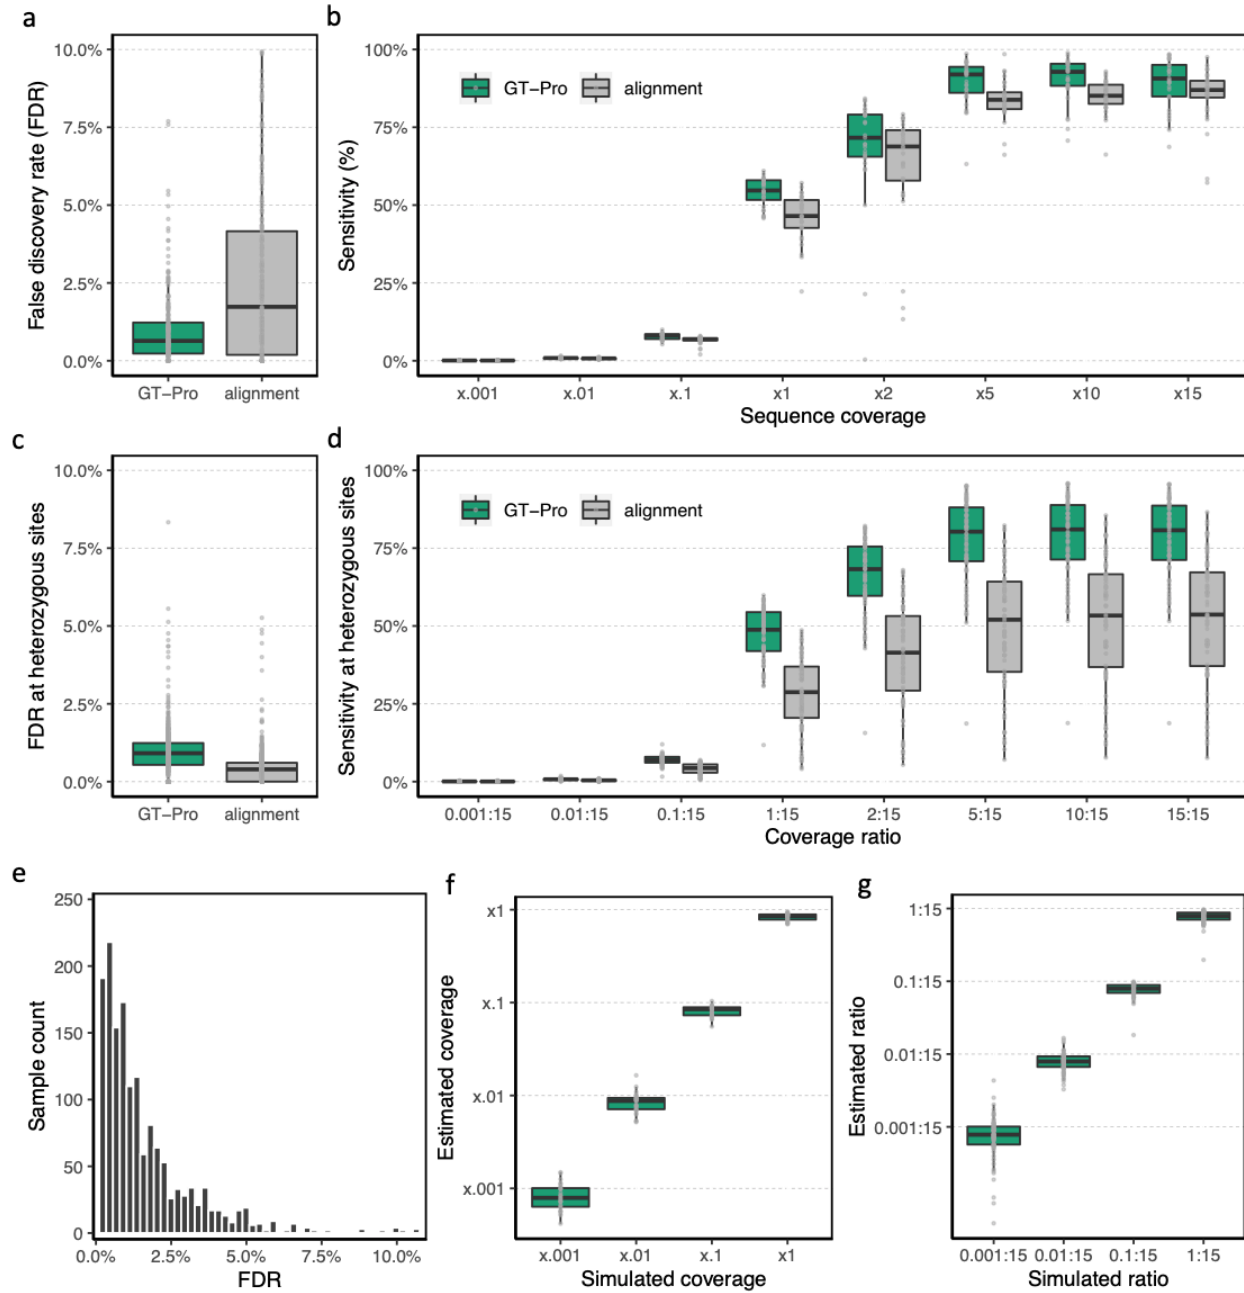 a
10.0%
7.5%
5.0%
2.5%
0.0%
False discovery rate (FDR)
GT−Pro alignment
b
100%
75%
50%
25%
0%
Sensitivity (%)
GT−Pro alignment
x.001 x.01 x.1 x1 x2 x5 x10 x15
Sequence coverage
c
10.0%
7.5%
5.0%
2.5%
0.0%
FDR at heterozygous sites
GT−Pro alignment
d
100%
75%
50%
25%
0%
Sensitivity at heterozygous sites
GT−Pro alignment
0.001:15 0.01:15 0.1:15 1:15 2:15 5:15 10:15 15:15
Coverage ratio
e
250
200
150
100
50
0
Sample count
0.0% 2.5% 5.0% 7.5% 10.0%
FDR
f
x1
x.1
x.01
x.001
Estimated coverage
x.001 x.01 x.1 x1
Simulated coverage
g
1:15
0.1:15
0.01:15
0.001:15
Estimated ratio
0.001:15 0.01:15 0.1:15 1:15
Simulated ratio